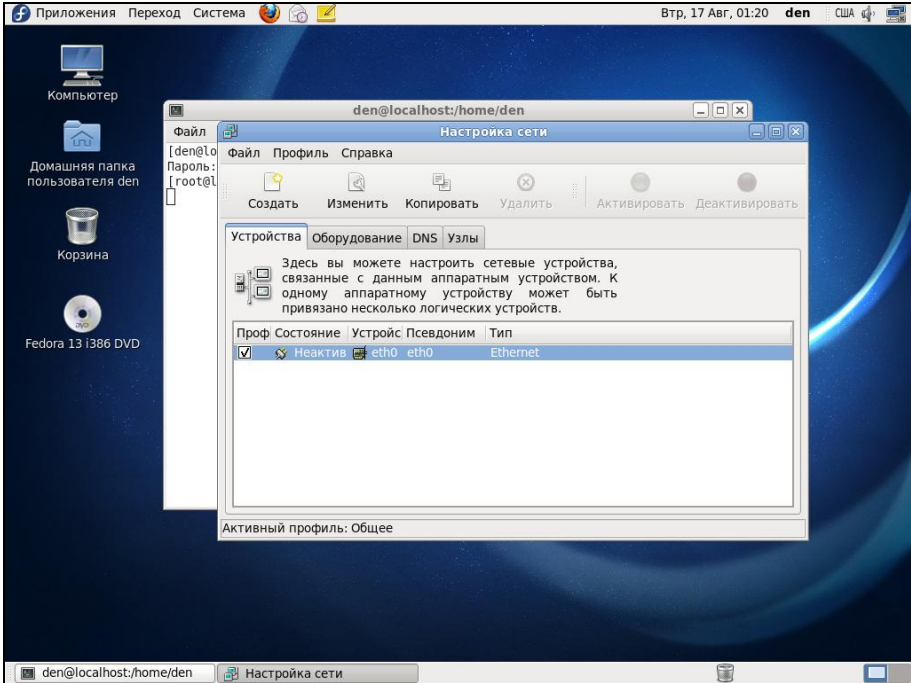 Приложения Переход Система Втр, 17 Авг, 01:20 den США
Компьютер
Домашняя папка
пользователя den
Корзина
DVD
Fedora 13 i386 DVD
den@localhost:/home/den
Файл
[den@lo
Пароль:
[root@l
Настройка сети
Файл Профиль Справка
Создать Изменить Копировать Удалить Активировать Деактивировать
Устройства Оборудование DNS Узлы
Здесь вы можете настроить сетевые устройства,
связанные с данным аппаратным устройством. К
одному аппаратному устройству может быть
привязано несколько логических устройств.
Проф Состояние Устройс Псевдоним Тип
Неактив eth0 eth0 Ethernet
Активный профиль: Общее
den@localhost:/home/den Настройка сети